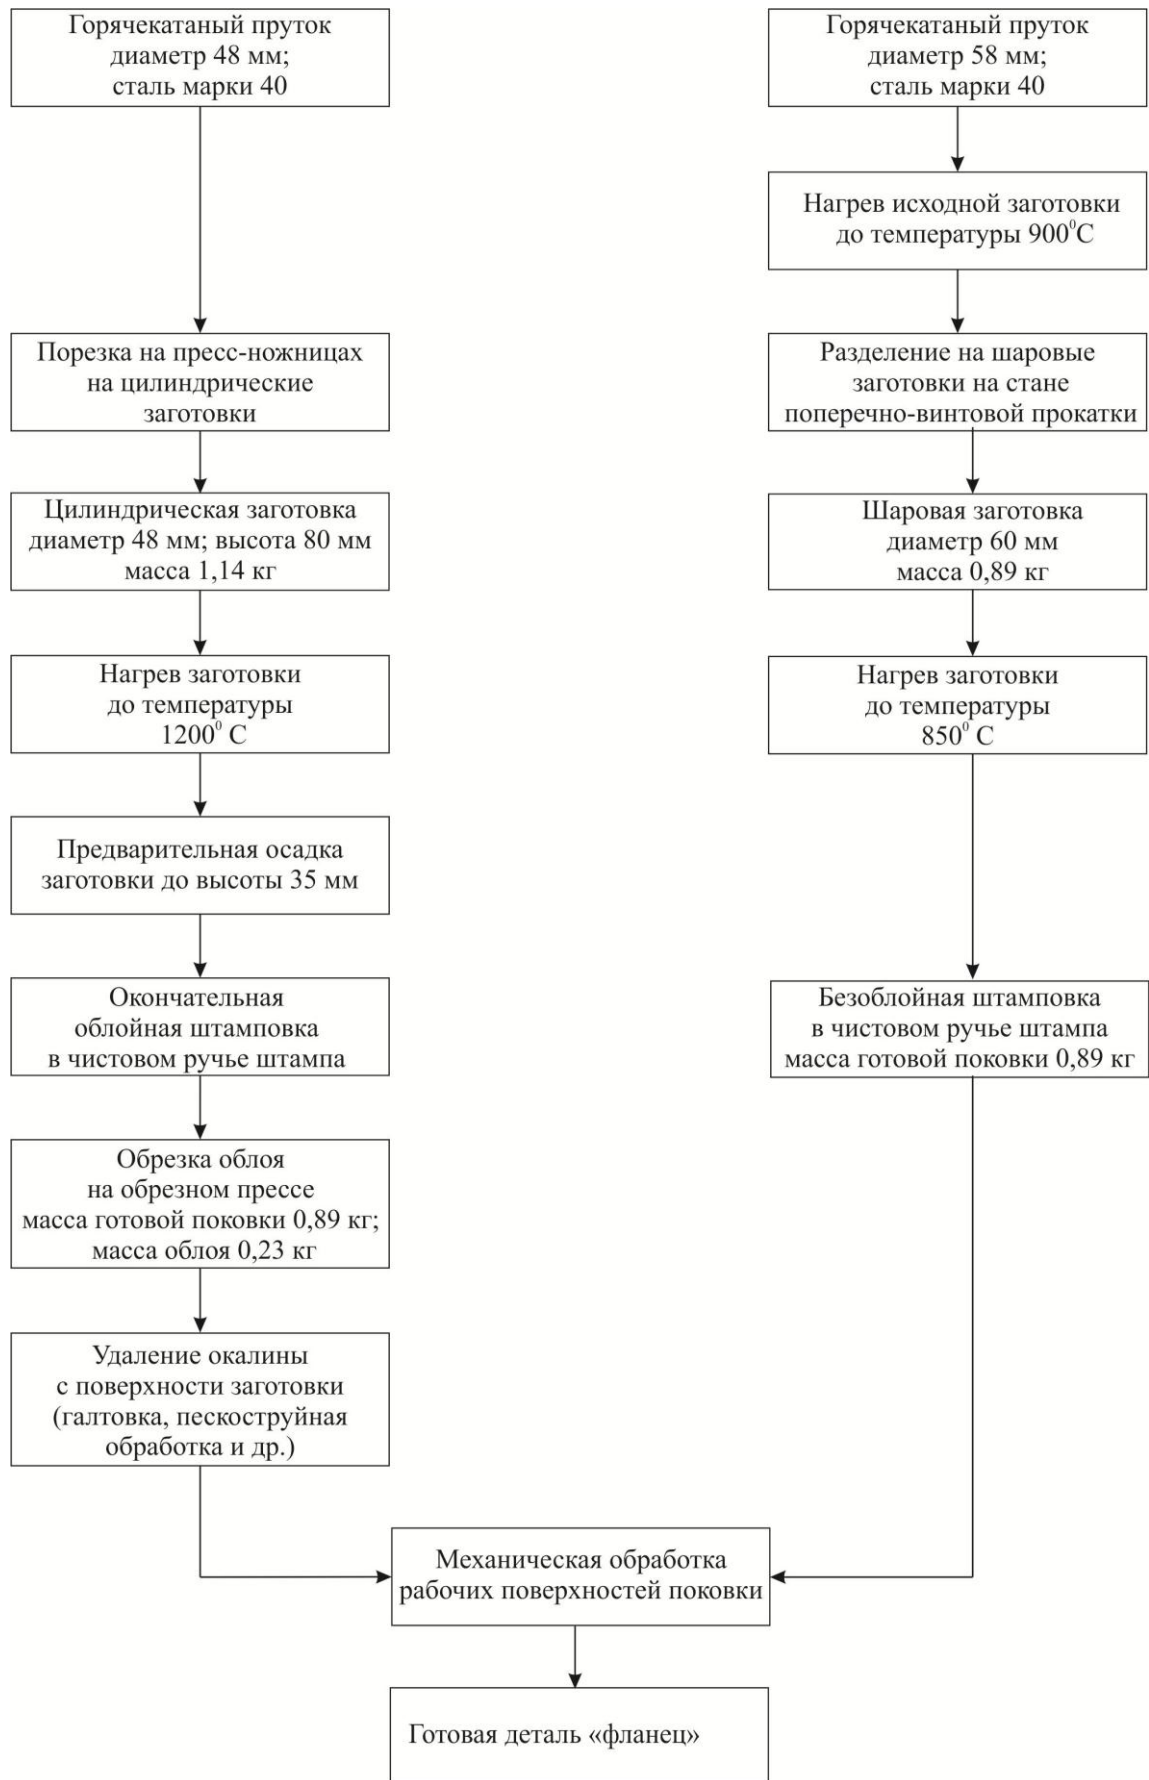 Горячекатаный пруток
диаметр 48 мм;
сталь марки 40
Порезка на пресс-ножницах
на цилиндрические
заготовки
Цилиндрическая заготовка
диаметр 48 мм; высота 80 мм
масса 1,14 кг
Нагрев заготовки
до температуры
1200⁰ С
Предварительная осадка
заготовки до высоты 35 мм
Окончательная
облойная штамповка
в чистовом ручье штампа
Обрезка облоя
на обрезном прессе
масса готовой поковки 0,89 кг;
масса облоя 0,23 кг
Удаление окалины
с поверхности заготовки
(галтовка, пескоструйная
обработка и др.)
Горячекатаный пруток
диаметр 58 мм;
сталь марки 40
Нагрев исходной заготовки
до температуры 900⁰С
Разделение на шаровые
заготовки на стане
поперечно-винтовой прокатки
Шаровая заготовка
диаметр 60 мм
масса 0,89 кг
Нагрев заготовки
до температуры
850⁰ С
Безоблойная штамповка
в чистовом ручье штампа
масса готовой поковки 0,89 кг
Механическая обработка
рабочих поверхностей поковки
Готовая деталь «фланец»